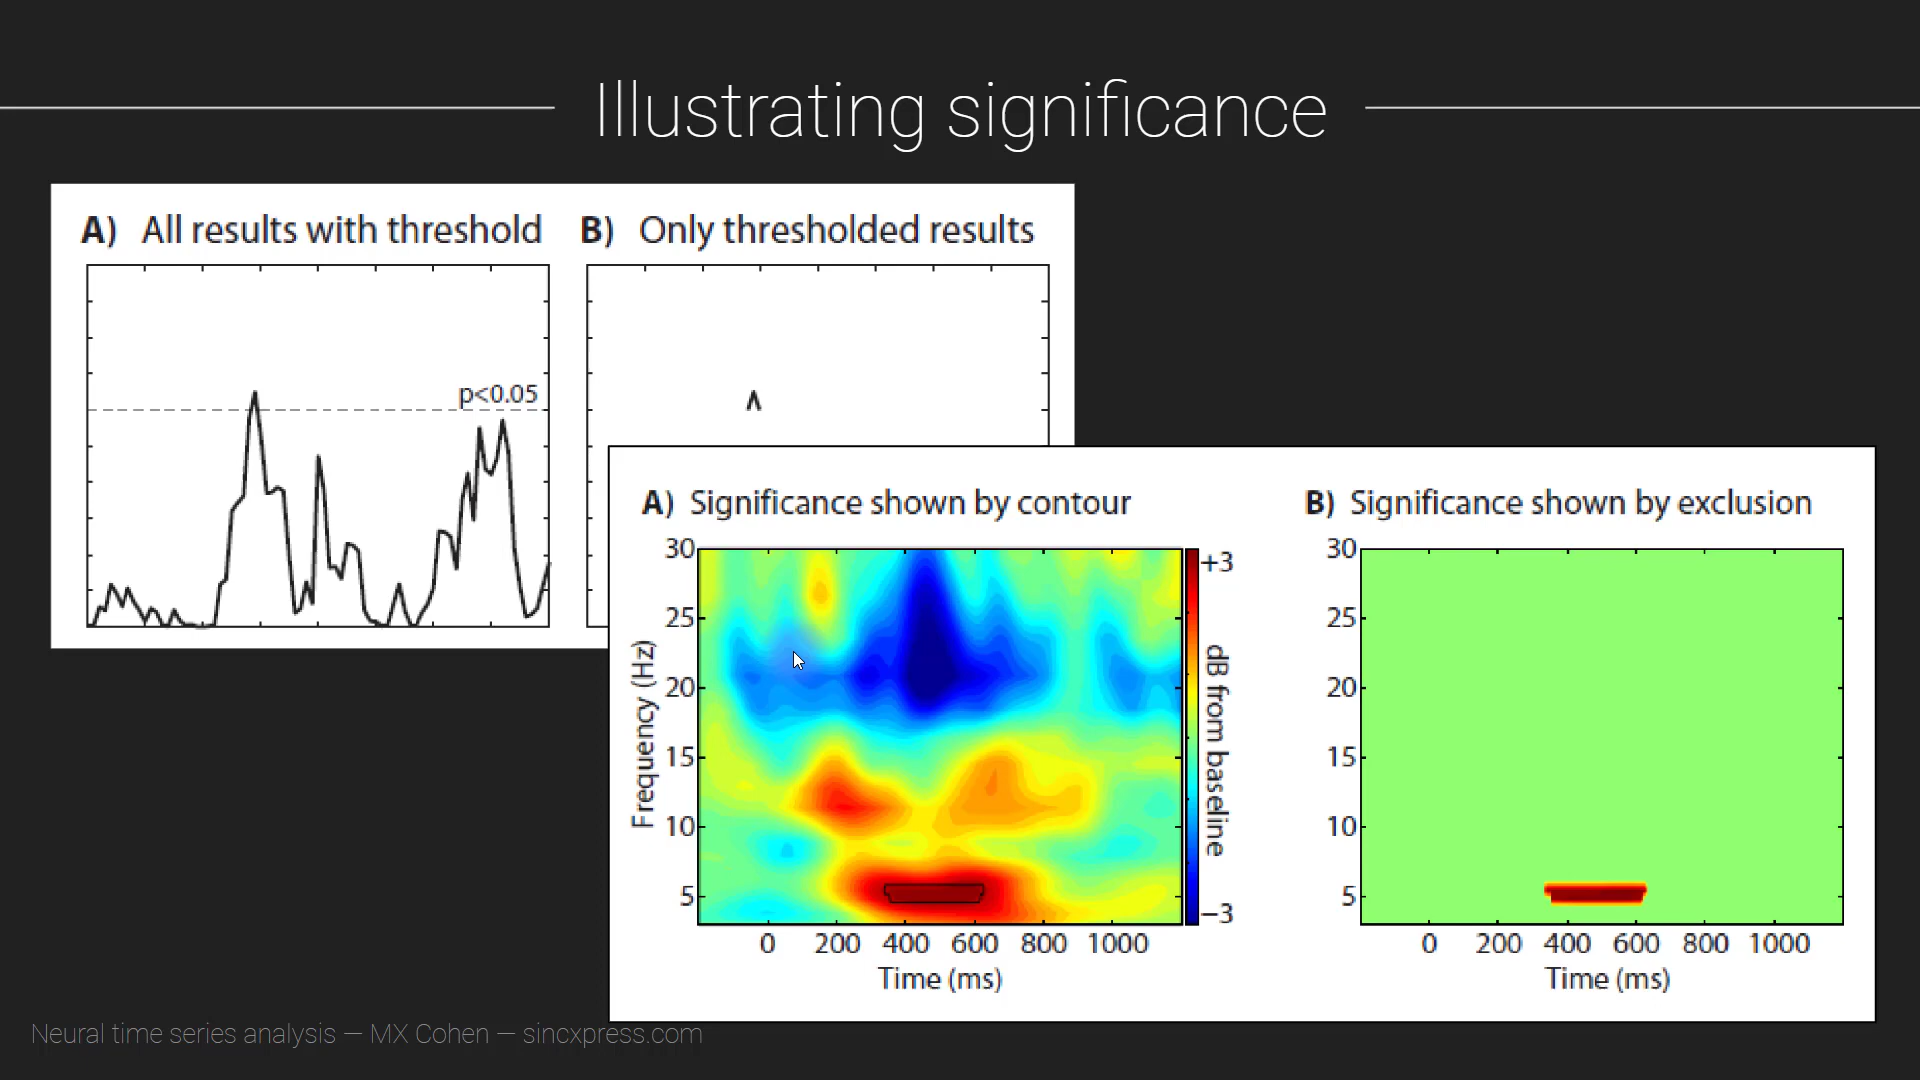 Illustrating significance
A) All results with threshold
B) Only thresholded results
p<0.05
A) Significance shown by contour
30
25
20
15
10
5
Frequency (Hz)
0 200 400 600 800 1000
Time (ms)
+3
dB from baseline
−3
B) Significance shown by exclusion
30
25
20
15
10
5
0 200 400 600 800 1000
Time (ms)
Neural time series analysis — MX Cohen — sincxpress.com